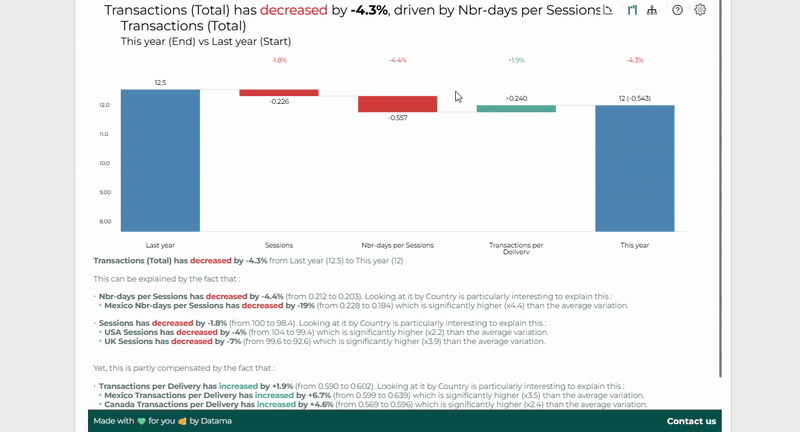 Transactions (Total) has decreased by -4.3%, driven by Nbr-days per Sessions
Transactions (Total)
This year (End) vs Last year (Start)
-1.8% -4.4% +1.9% -4.3%
12.5 -0.226 -0.557 +0.240 12 (-0.543)
12.0
11.0
10.0
9.00
8.00
Last year Sessions Nbr-days per Sessions Transactions per Delivery This year
Transactions (Total) has decreased by -4.3% from Last year (12.5) to This year (12)
This can be explained by the fact that :
· Nbr-days per Sessions has decreased by -4.4% (from 0.212 to 0.203). Looking at it by Country is particularly interesting to explain this :
• Mexico Nbr-days per Sessions has decreased by -19% (from 0.228 to 0.184) which is significantly higher (x4.4) than the average variation.
· Sessions has decreased by -1.8% (from 100 to 98.4). Looking at it by Country is particularly interesting to explain this :
• USA Sessions has decreased by -4% (from 104 to 99.4) which is significantly higher (x2.2) than the average variation.
• UK Sessions has decreased by -7% (from 99.6 to 92.6) which is significantly higher (x3.9) than the average variation.
Yet, this is partly compensated by the fact that :
· Transactions per Delivery has increased by +1.9% (from 0.590 to 0.602). Looking at it by Country is particularly interesting to explain this :
• Mexico Transactions per Delivery has increased by +6.7% (from 0.599 to 0.639) which is significantly higher (x3.5) than the average variation.
• Canada Transactions per Delivery has increased by +4.6% (from 0.569 to 0.596) which is significantly higher (x2.4) than the average variation.
Made with 💚 for you 👏 by Datama Contact us